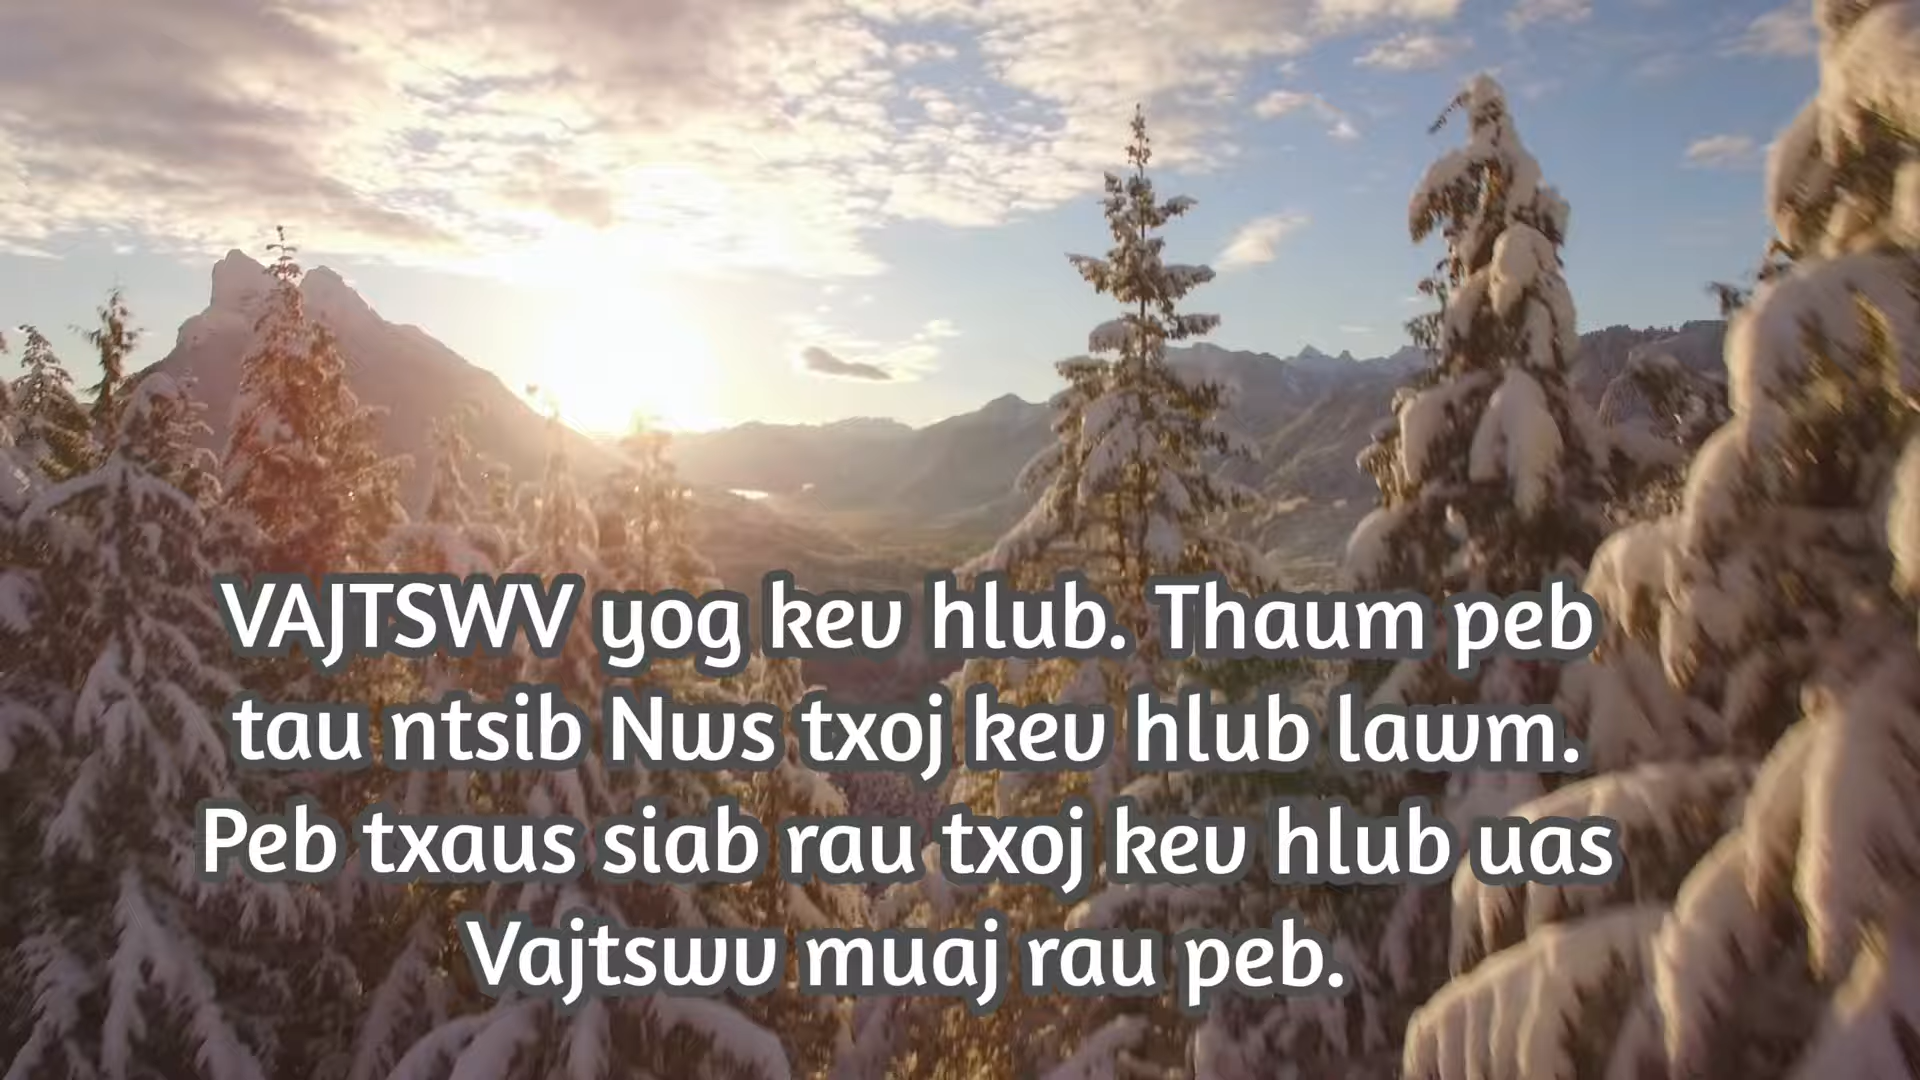 VAJTSWV yog kev hlub. Thaum peb
tau ntsib Nws txoj kev hlub lawm.
Peb txaus siab rau txoj kev hlub uas
Vajtswv muaj rau peb.